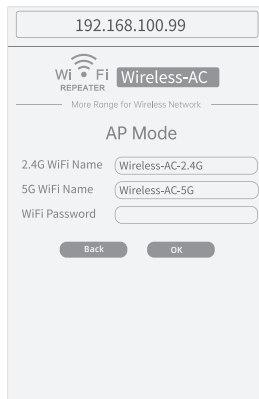 192.168.100.99
Wi Fi Wireless-AC
REPEATER
More Range for Wireless Network
AP Mode
2.4G WiFi Name Wireless-AC-2.4G
5G WiFi Name Wireless-AC-5G
WiFi Password
Back OK